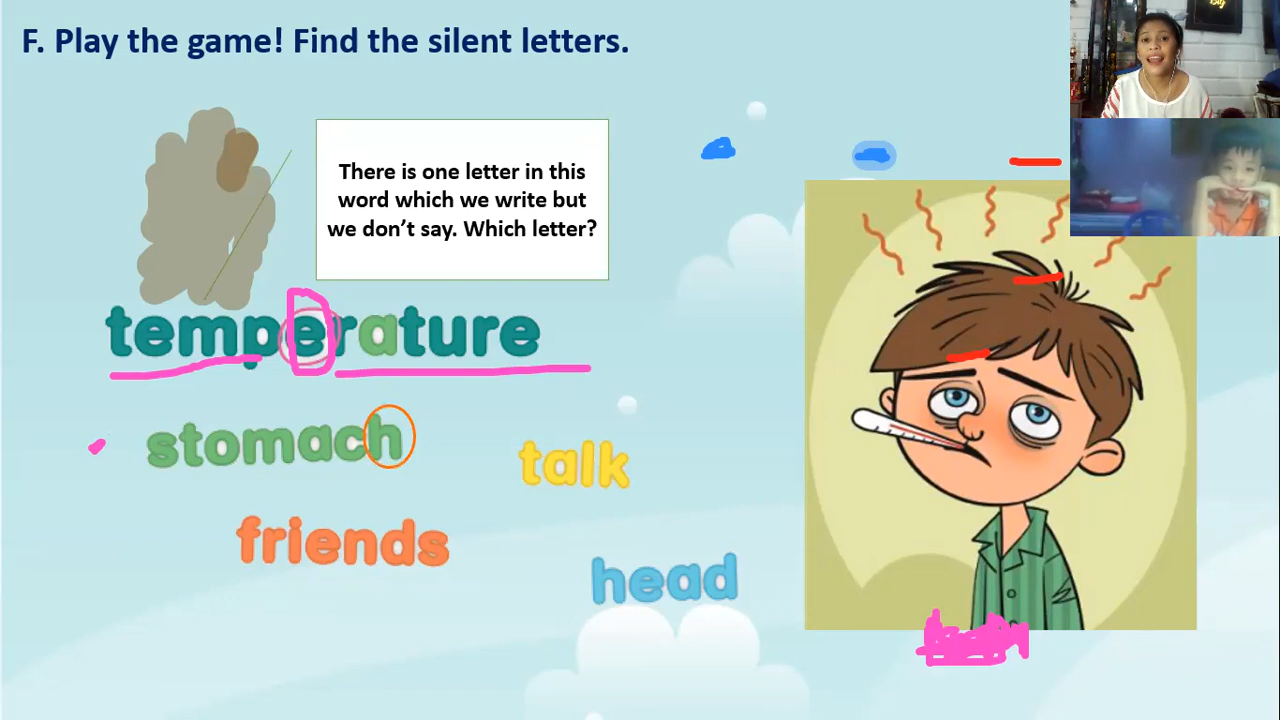 F. Play the game! Find the silent letters.
There is one letter in this
word which we write but
we don’t say. Which letter?
temperature
stomach
talk
friends
head